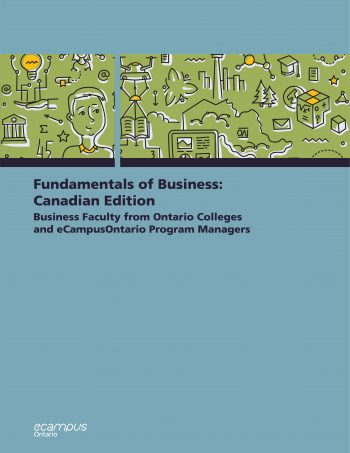 Fundamentals of Business:
Canadian Edition
Business Faculty from Ontario Colleges
and eCampusOntario Program Managers
ecampus
Ontario